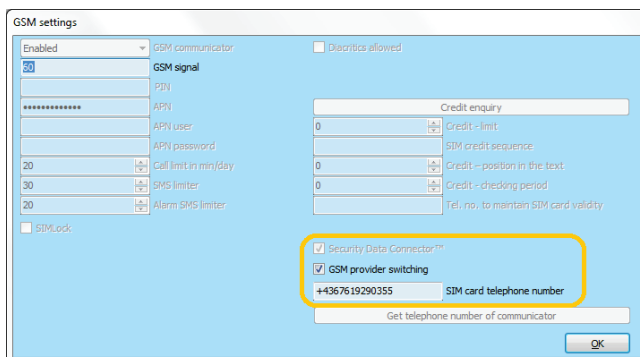 GSM settings
Enabled GSM communicator Diacritics allowed
60 GSM signal
PIN
••••••••••••• APN Credit enquiry
APN user 0 Credit - limit
APN password SIM credit sequence
20 Call limit in min/day 0 Credit – position in the text
30 SMS limiter 0 Credit - checking period
20 Alarm SMS limiter Tel. no. to maintain SIM card validity
SIMLock
Security Data Connector™
GSM provider switching
+4367619290355 SIM card telephone number
Get telephone number of communicator
OK